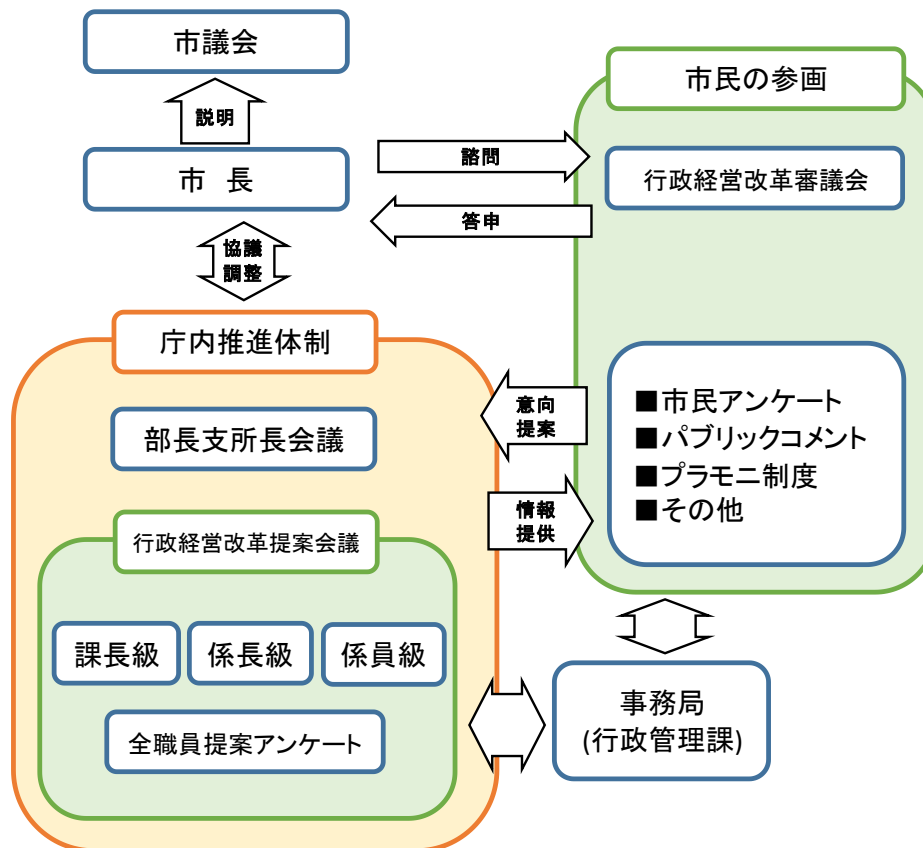 市議会
説明
市 長
協議
調整
諮問
答申
市民の参画
行政経営改革審議会
■市民アンケート
■パブリックコメント
■プラモニ制度
■その他
意向
提案
情報
提供
庁内推進体制
部長支所長会議
行政経営改革提案会議
課長級
係長級
係員級
全職員提案アンケート
事務局
(行政管理課)